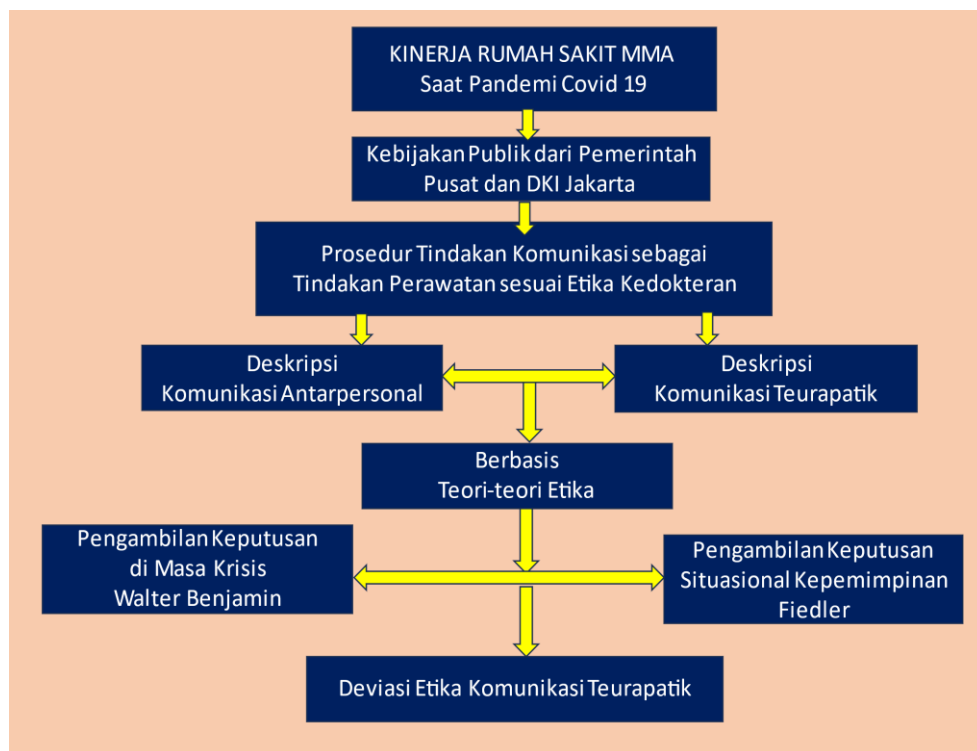 KINERJA RUMAH SAKIT MMA
Saat Pandemi Covid 19
Kebijakan Publik dari Pemerintah
Pusat dan DKI Jakarta
Prosedur Tindakan Komunikasi sebagai
Tindakan Perawatan sesuai Etika Kedokteran
Deskripsi
Komunikasi Antarpersonal
Deskripsi
Komunikasi Teurapatik
Berbasis
Teori-teori Etika
Pengambilan Keputusan
di Masa Krisis
Walter Benjamin
Pengambilan Keputusan
Situasional Kepemimpinan
Fiedler
Deviasi Etika Komunikasi Teurapatik